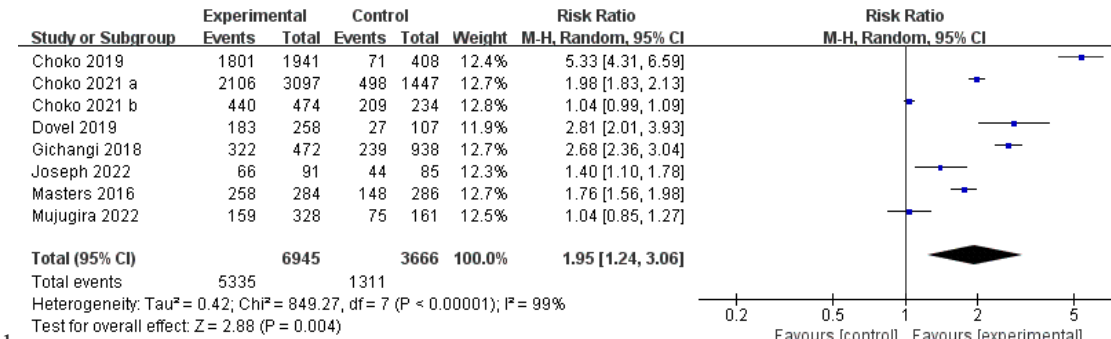 Experimental Control Risk Ratio Risk Ratio
Study or Subgroup Events Total Events Total Weight M-H, Random, 95% CI M-H, Random, 95% CI
Choko 2019 1801 1941 71 408 12.4% 5.33 [4.31, 6.59]
Choko 2021 a 2106 3097 498 1447 12.7% 1.98 [1.83, 2.13]
Choko 2021 b 440 474 209 234 12.8% 1.04 [0.99, 1.09]
Dovel 2019 183 258 27 107 11.9% 2.81 [2.01, 3.93]
Gichangi 2018 322 472 239 938 12.7% 2.68 [2.36, 3.04]
Joseph 2022 66 91 44 85 12.3% 1.40 [1.10, 1.78]
Masters 2016 258 284 148 286 12.7% 1.76 [1.56, 1.98]
Mujugira 2022 159 328 75 161 12.5% 1.04 [0.85, 1.27]
Total (95% CI) 6945 3666 100.0% 1.95 [1.24, 3.06]
Total events 5335 1311
Heterogeneity: Tau² = 0.42; Chi² = 849.27, df = 7 (P < 0.00001); I² = 99%
Test for overall effect: Z = 2.88 (P = 0.004)
0.2 0.5 1 2 5
Favours [control] Favours [experimental]